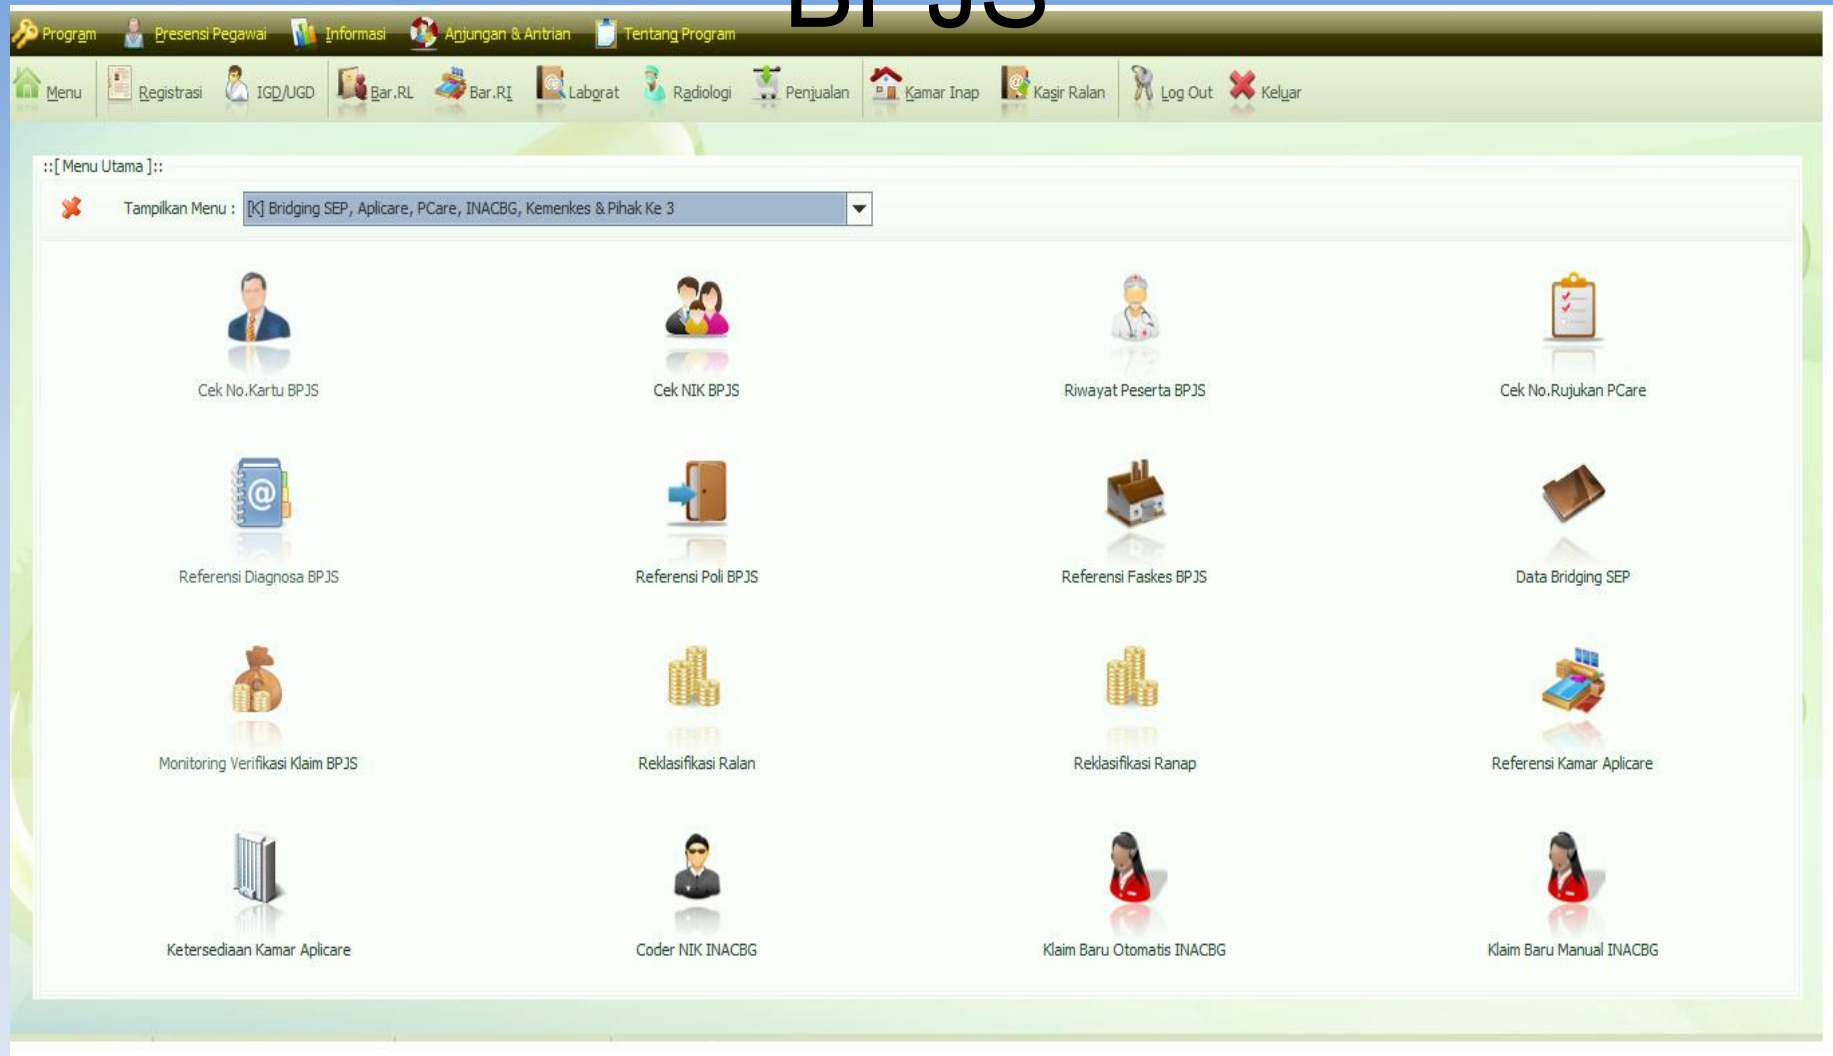 BPJS
Program Presensi Pegawai Informasi Anjungan & Antrian Tentang Program
Menu Registrasi IGD/UGD Bar.RL Bar.RI Laborat Radiologi Penjualan Kamar Inap Kasir Ralan Log Out Keluar
::[ Menu Utama ]::
Tampilkan Menu : [K] Bridging SEP, Aplicare, PCare, INACBG, Kemenkes & Pihak Ke 3
Cek No.Kartu BPJS Cek NIK BPJS Riwayat Peserta BPJS Cek No.Rujukan PCare
Referensi Diagnosa BPJS Referensi Poli BPJS Referensi Faskes BPJS Data Bridging SEP
Monitoring Verifikasi Klaim BPJS Reklasifikasi Ralan Reklasifikasi Ranap Referensi Kamar Aplicare
Ketersediaan Kamar Aplicare Coder NIK INACBG Klaim Baru Otomatis INACBG Klaim Baru Manual INACBG